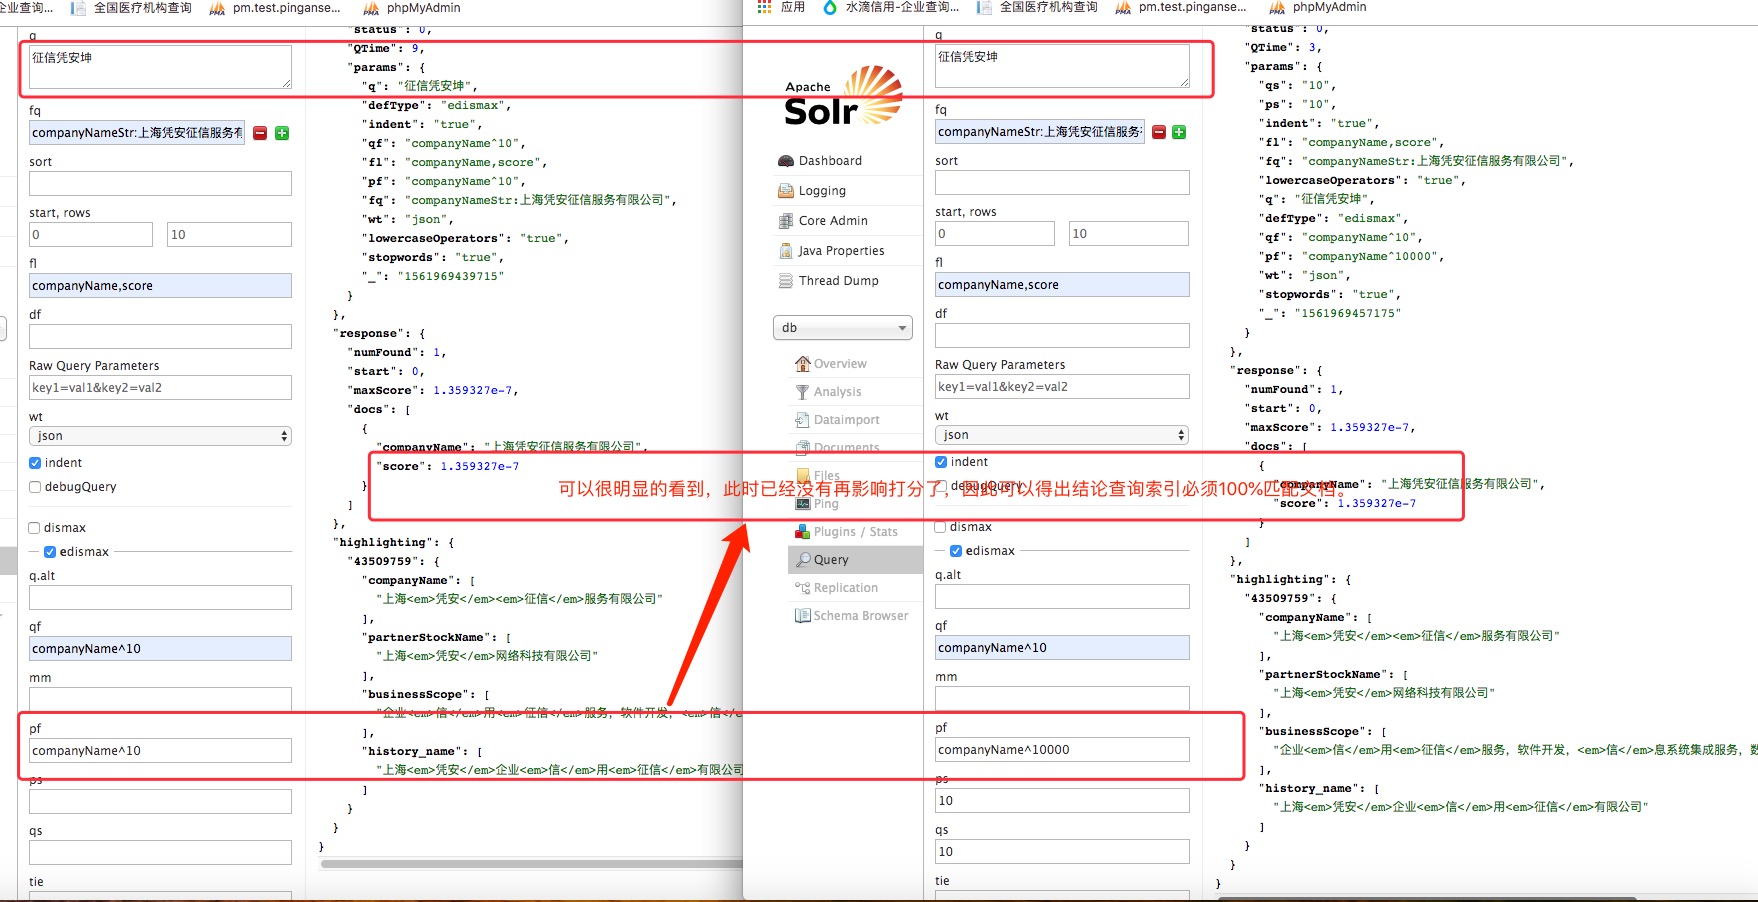 企业查询...
全国医疗机构查询
pm.test.pinganse...
phpMyAdmin
q
征信凭安坤
fq
companyNameStr:上海凭安征信服务有
sort
start, rows
0
10
fl
companyName,score
df
Raw Query Parameters
key1=val1&key2=val2
wt
json
indent
debugQuery
dismax
edismax
q.alt
qf
companyName^10
mm
pf
companyName^10
ps
qs
tie
"status": 0,
"QTime": 9,
"params": {
"q": "征信凭安坤",
"defType": "edismax",
"indent": "true",
"qf": "companyName^10",
"fl": "companyName,score",
"pf": "companyName^10",
"fq": "companyNameStr:上海凭安征信服务有限公司",
"wt": "json",
"lowercaseOperators": "true",
"stopwords": "true",
"_": "1561969439715"
}
},
"response": {
"numFound": 1,
"start": 0,
"maxScore": 1.359327e-7,
"docs": [
{
"companyName": "上海凭安征信服务有限公司",
"score": 1.359327e-7
}
]
},
"highlighting": {
"43509759": {
"companyName": [
"上海<em>凭安</em><em>征信</em>服务有限公司"
],
"partnerStockName": [
"上海<em>凭安</em>网络科技有限公司"
],
"businessScope": [
"企业<em>信</em>用<em>征信</em>服务，软件开发，<em>信</e
],
"history_name": [
"上海<em>凭安</em>企业<em>信</em>用<em>征信</em>有限公司
]
}
}
}
可以很明显的看到，此时已经没有再影响打分了，因此可以得出结论查询索引必须100%匹配文档。
应用
水滴信用-企业查询...
全国医疗机构查询
pm.test.pinganse...
phpMyAdmin
Apache
Solr
Dashboard
Logging
Core Admin
Java Properties
Thread Dump
db
Overview
Analysis
Dataimport
Documents
Files
Ping
Plugins / Stats
Query
Replication
Schema Browser
q
征信凭安坤
fq
companyNameStr:上海凭安征信服务
sort
start, rows
0
10
fl
companyName,score
df
Raw Query Parameters
key1=val1&key2=val2
wt
json
indent
debugQuery
dismax
edismax
q.alt
qf
companyName^10
mm
pf
companyName^10000
ps
10
qs
10
tie
"status": 0,
"QTime": 3,
"params": {
"qs": "10",
"ps": "10",
"indent": "true",
"fl": "companyName,score",
"fq": "companyNameStr:上海凭安征信服务有限公司",
"lowercaseOperators": "true",
"q": "征信凭安坤",
"defType": "edismax",
"qf": "companyName^10",
"pf": "companyName^10000",
"wt": "json",
"stopwords": "true",
"_": "1561969457175"
}
},
"response": {
"numFound": 1,
"start": 0,
"maxScore": 1.359327e-7,
"docs": [
{
"companyName": "上海凭安征信服务有限公司",
"score": 1.359327e-7
}
]
},
"highlighting": {
"43509759": {
"companyName": [
"上海<em>凭安</em><em>征信</em>服务有限公司"
],
"partnerStockName": [
"上海<em>凭安</em>网络科技有限公司"
],
"businessScope": [
"企业<em>信</em>用<em>征信</em>服务，软件开发，<em>信</em>息系统集成服务，数
],
"history_name": [
"上海<em>凭安</em>企业<em>信</em>用<em>征信</em>有限公司"
]
}
}
}